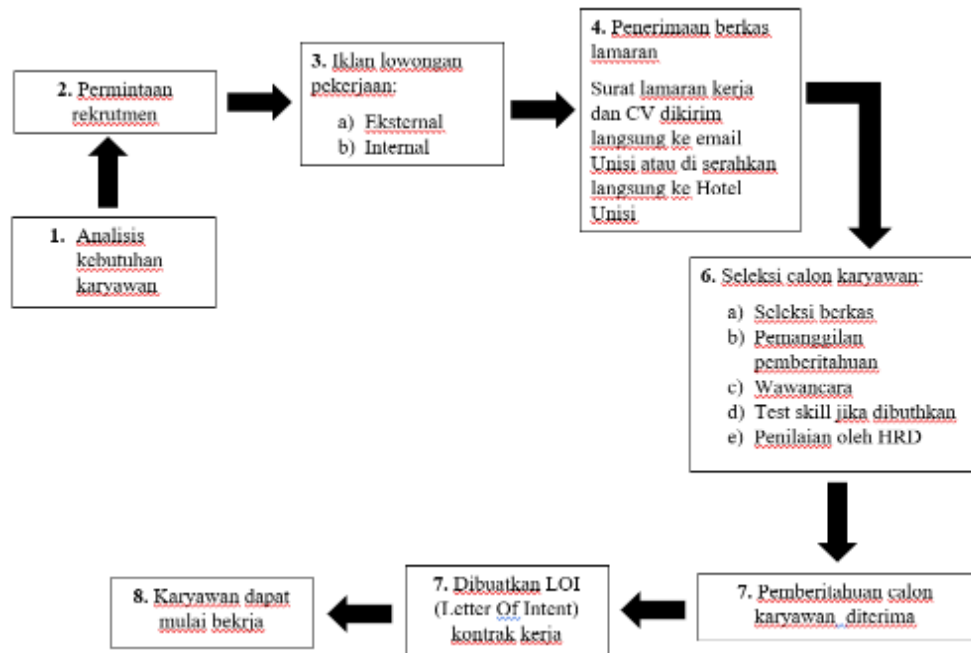 1. Analisis
kebutuhan
karyawan
2. Permintaan
rekrutmen
3. Iklan lowongan
pekerjaan:
a) Eksternal
b) Internal
4. Penerimaan berkas
lamaran
Surat lamaran kerja
dan CV dikirim
langsung ke email
Unisi atau di serahkan
langsung ke Hotel
Unisi
6. Seleksi calon karyawan:
a) Seleksi berkas
b) Pemanggilan
pemberitahuan
c) Wawancara
d) Test skill jika dibuthkan
e) Penilaian oleh HRD
7. Pemberitahuan calon
karyawan diterima
7. Dibuatkan LOI
(Letter Of Intent)
kontrak kerja
8. Karyawan dapat
mulai bekrja